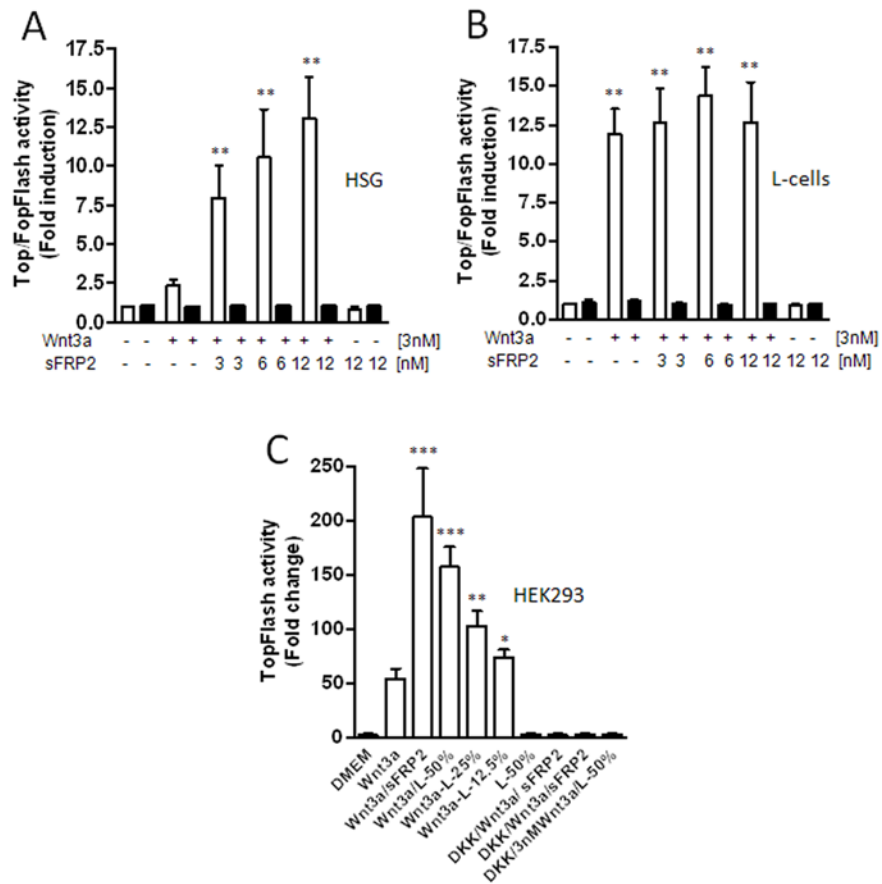 A
Top/FopFlash activity
(Fold induction)
17.5
15.0
12.5
10.0
7.5
5.0
2.5
0.0
**
**
**
HSG
Wnt3a - - + + + + + + + + - - [3nM]
sFRP2 - - - - 3 3 6 6 12 12 12 12 [nM]
B
Top/FopFlash activity
(Fold induction)
17.5
15.0
12.5
10.0
7.5
5.0
2.5
0.0
**
**
**
**
L-cells
Wnt3a - - + + + + + + + + - - [3nM]
sFRP2 - - - - 3 3 6 6 12 12 12 12 [nM]
C
TopFlash activity
(Fold change)
250
200
150
100
50
0
***
***
**
*
HEK293
DMEM
Wnt3a
Wnt3a/sFRP2
Wnt3a/L-50%
Wnt3a-L-25%
Wnt3a-L-12.5%
L-50%
DKK/Wnt3a/ sFRP2
DKK/Wnt3a/sFRP2
DKK/3nMWnt3a/L-50%